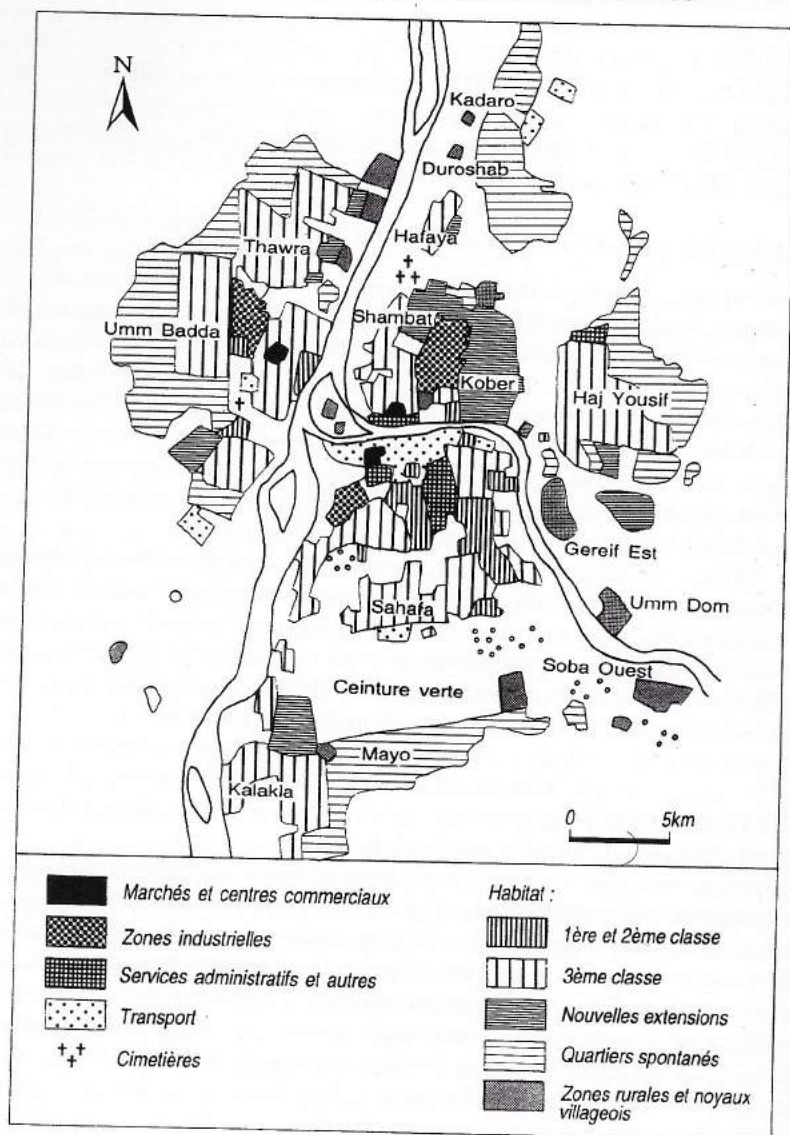 N
Kadaro
Duroshab
Hafaya
Thawra
Shambat
Umm Badda
Kober
Haj Yousif
Gereif Est
Umm Dom
Sahafa
Soba Ouest
Ceinture verte
Mayo
Kalakla
0 5km
Marchés et centres commerciaux
Zones industrielles
Services administratifs et autres
Transport
Cimetières
Habitat :
1ère et 2ème classe
3ème classe
Nouvelles extensions
Quartiers spontanés
Zones rurales et noyaux
villageois